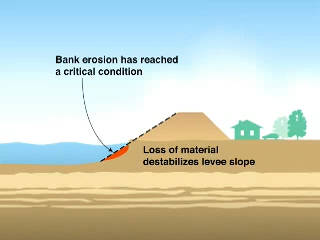 Bank erosion has reached
a critical condition
Loss of material
destabilizes levee slope